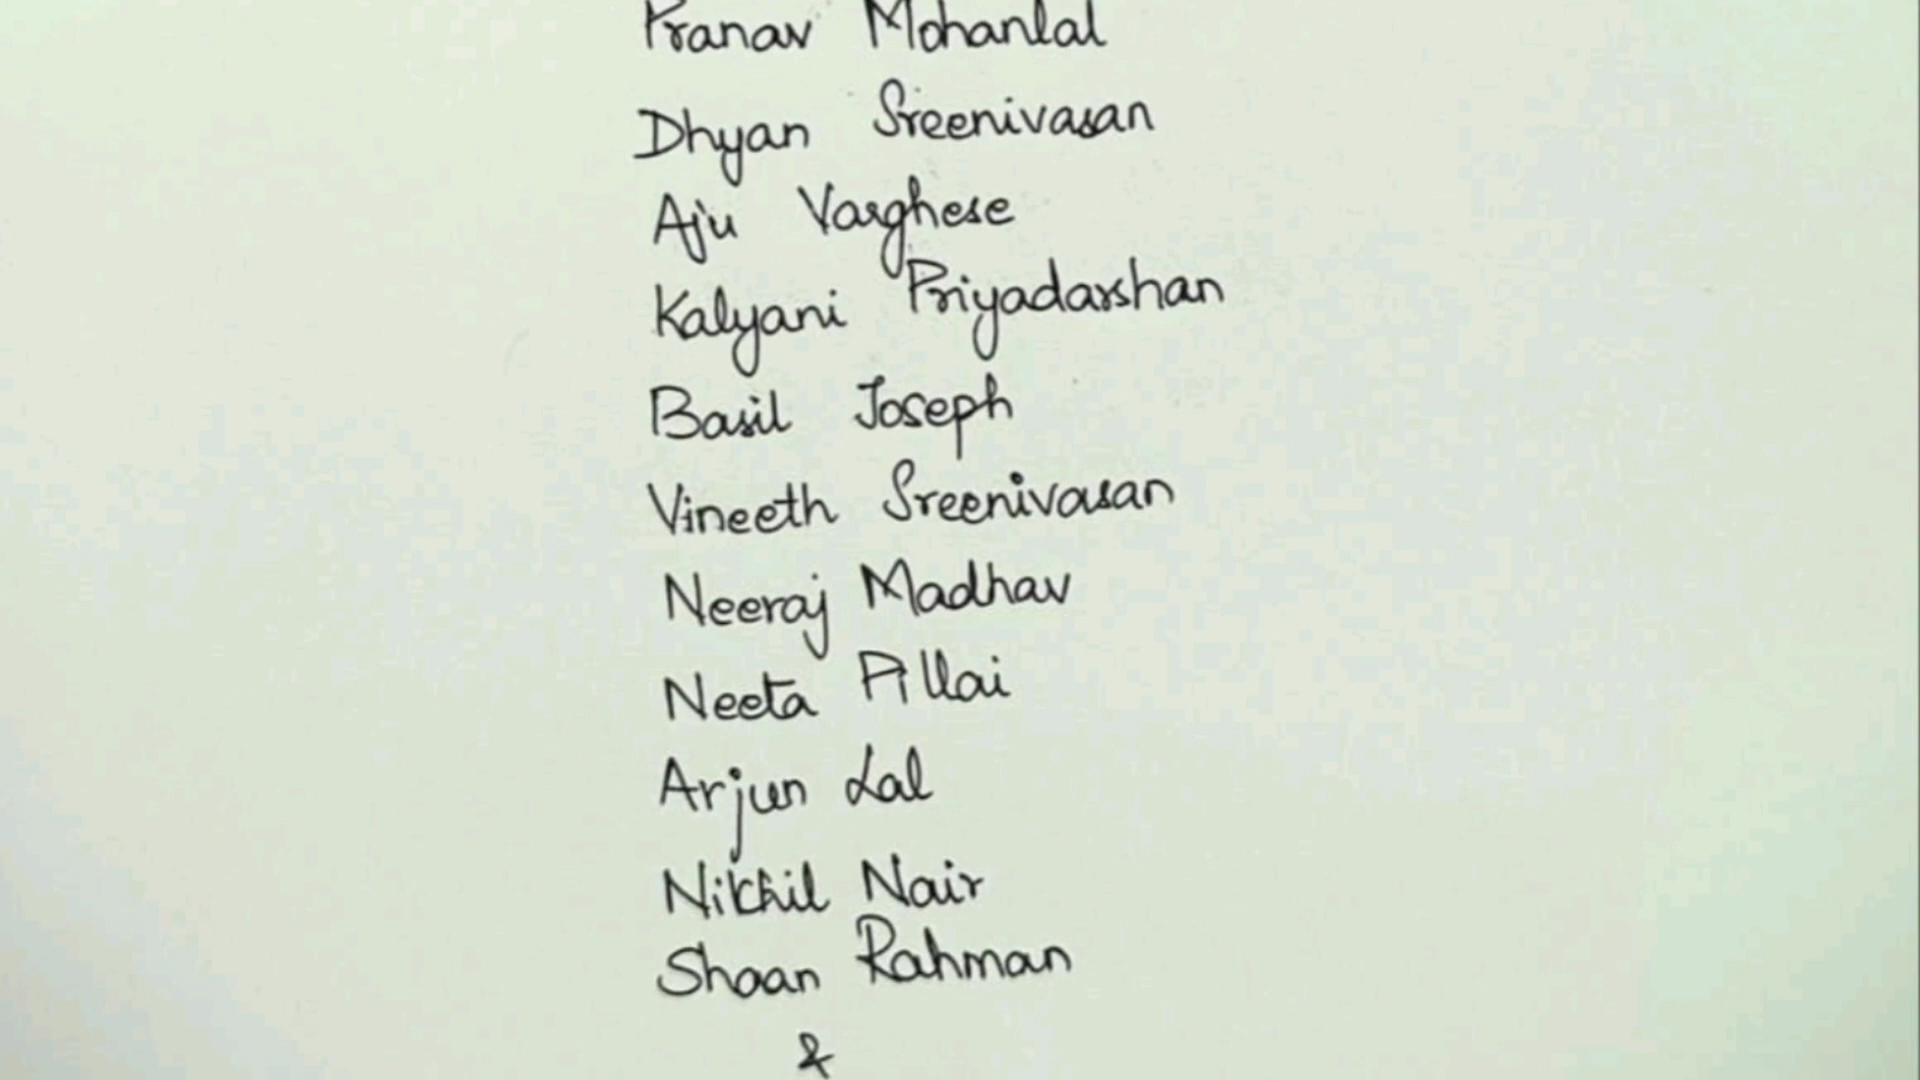 Pranav Mohanlal
Dhyan Sreenivasan
Aju Varghese
Kalyani Priyadarshan
Basil Joseph
Vineeth Sreenivasan
Neeraj Madhav
Neeta Pillai
Arjun Lal
Nikhil Nair
Shaan Rahman
&